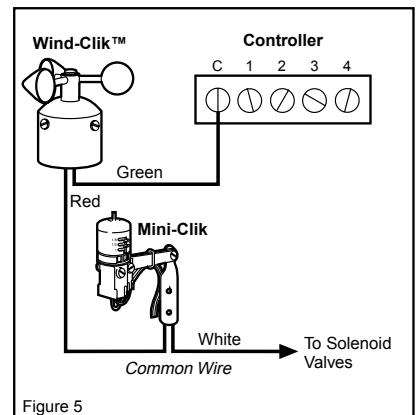 Wind-Clik™
Controller
C 1 2 3 4
Green
Red
Mini-Clik
White
To Solenoid
Valves
Common Wire
Figure 5